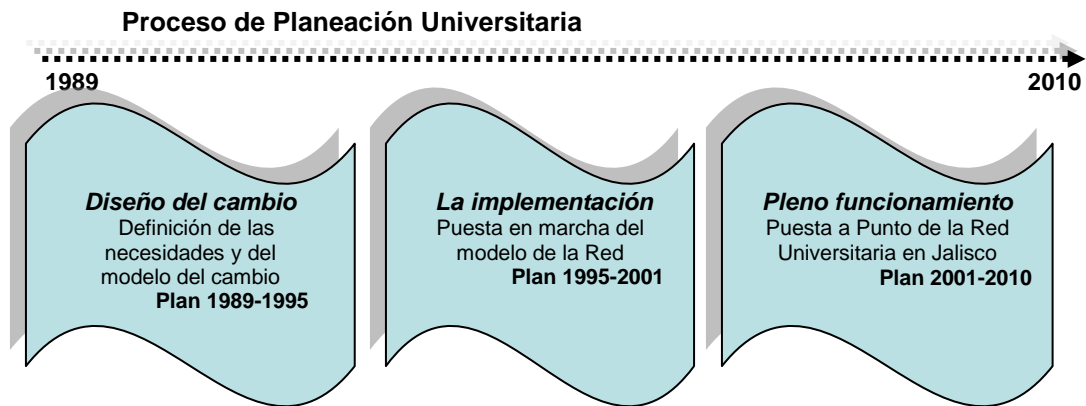 Proceso de Planeación Universitaria
1989
2010
Diseño del cambio
Definición de las
necesidades y del
modelo del cambio
Plan 1989-1995
La implementación
Puesta en marcha del
modelo de la Red
Plan 1995-2001
Pleno funcionamiento
Puesta a Punto de la Red
Universitaria en Jalisco
Plan 2001-2010